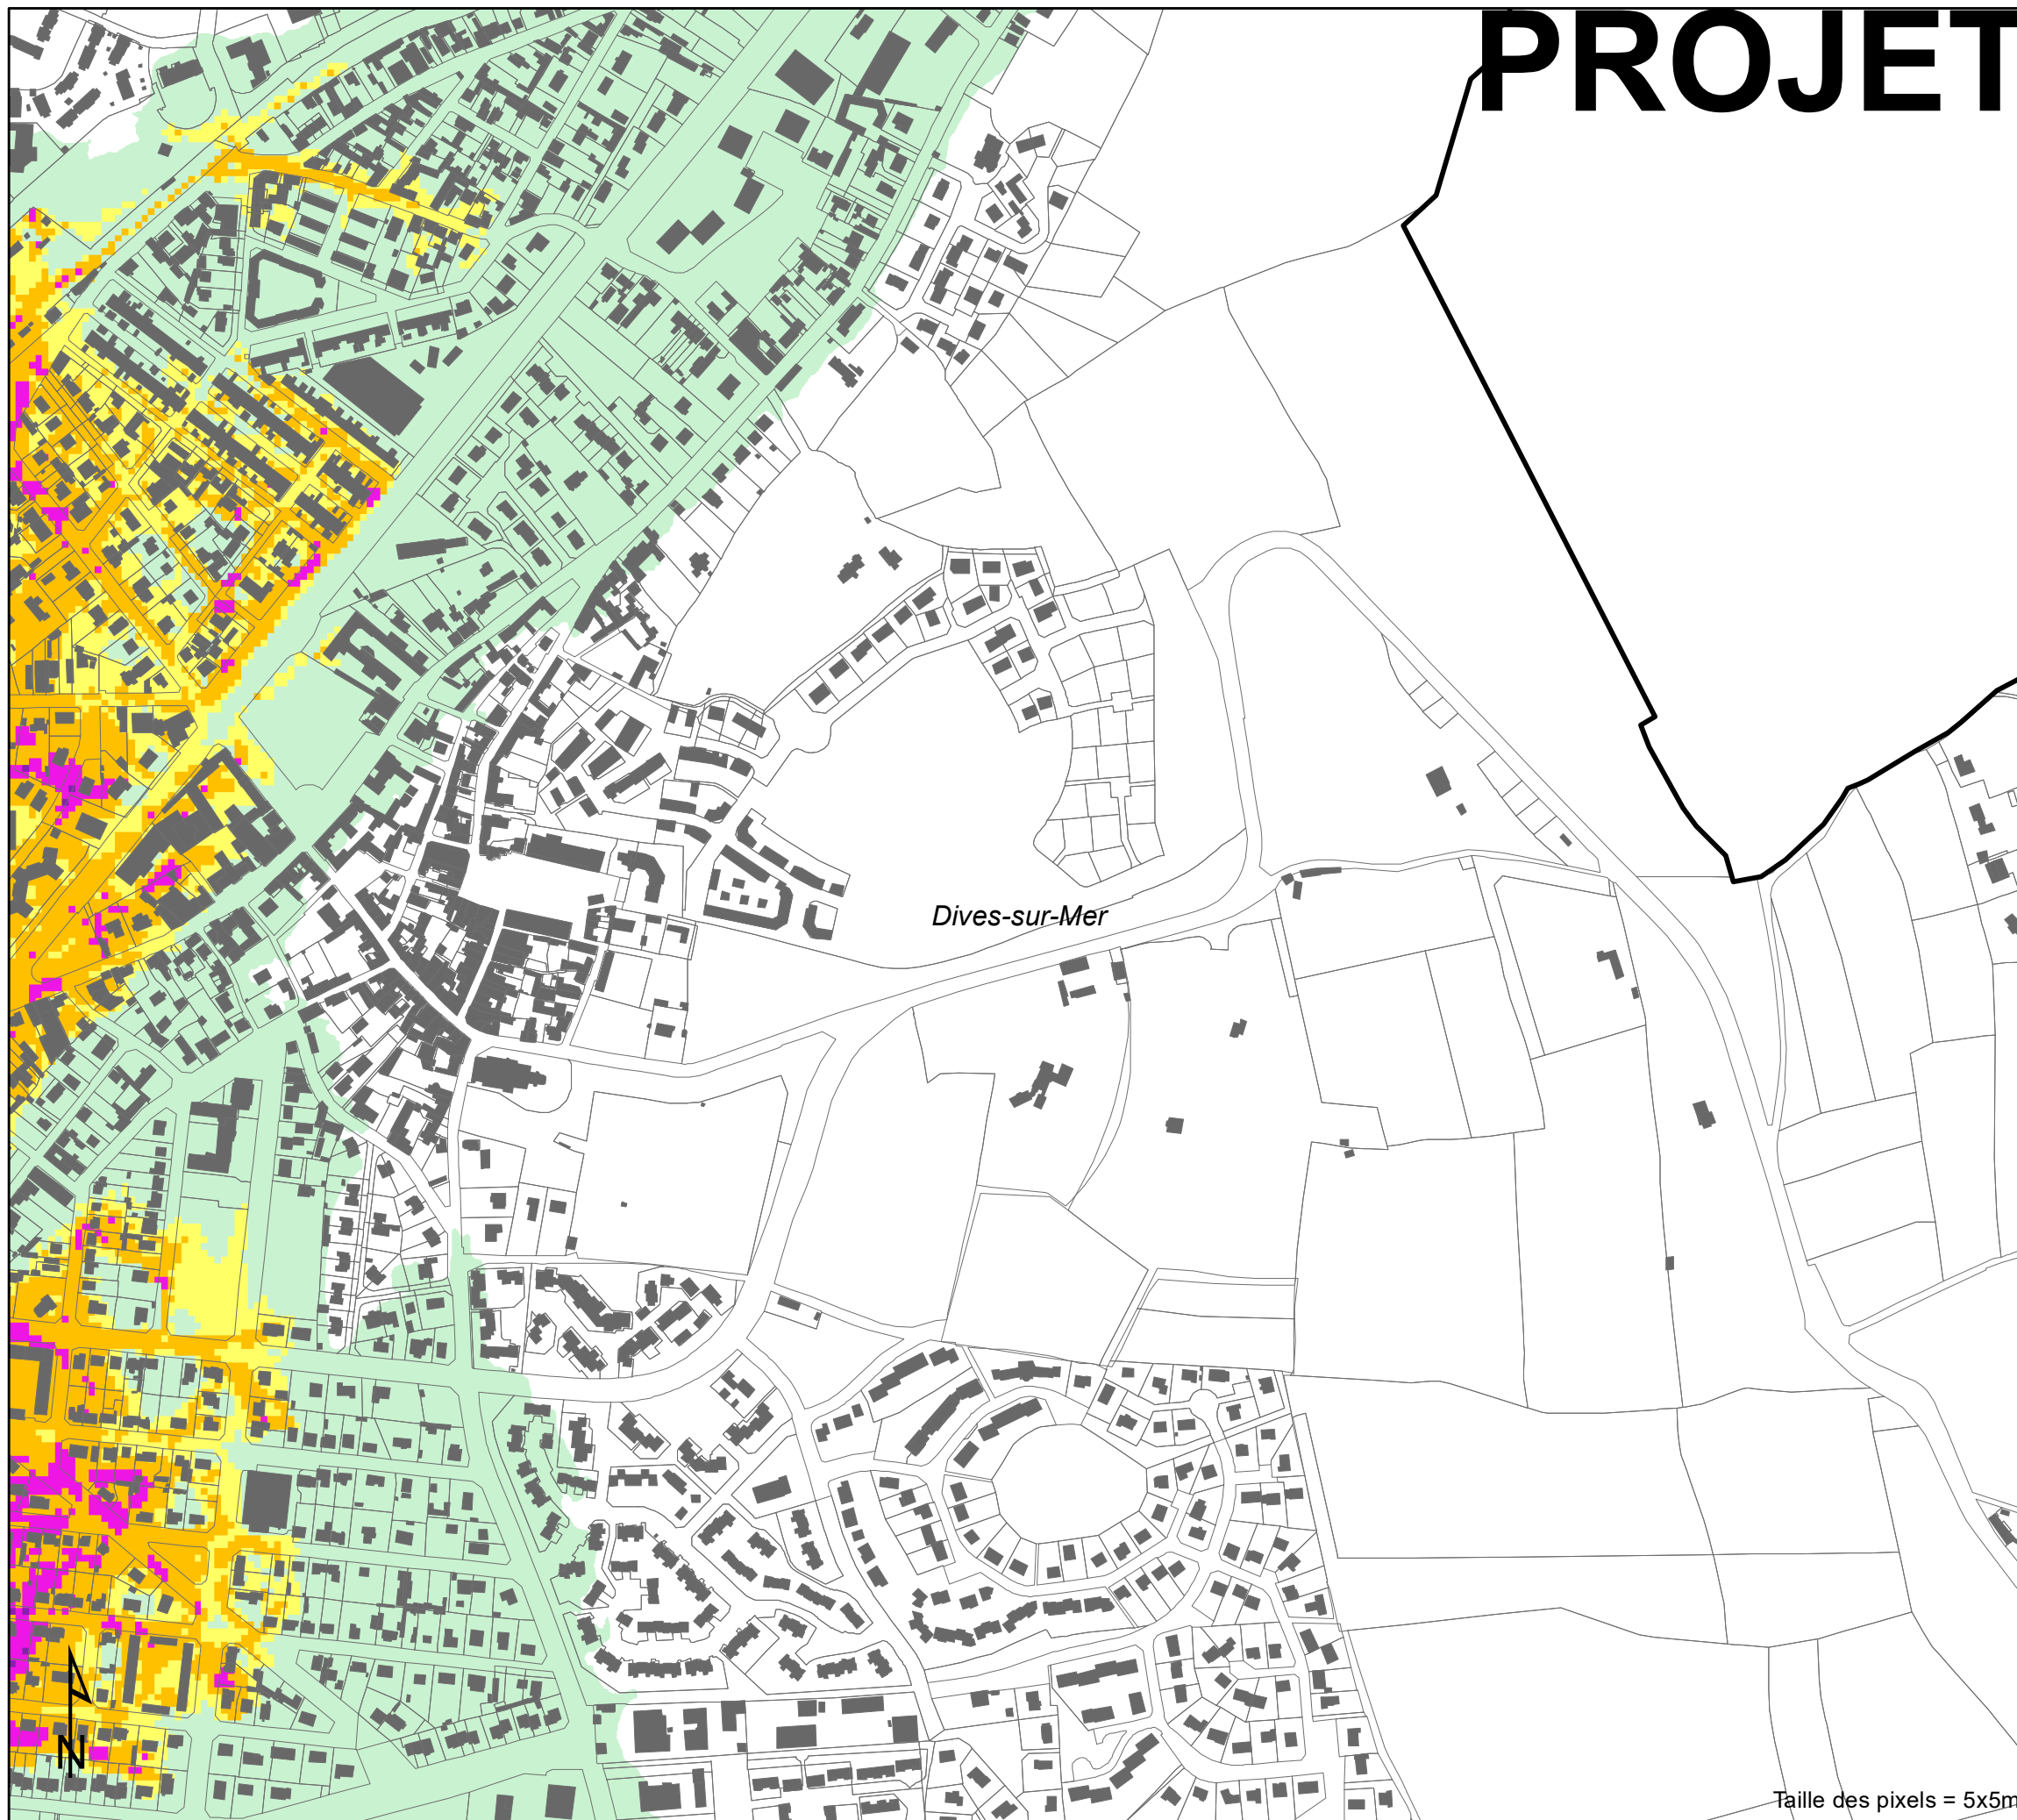 PROJET
Dives-sur-Mer
N
Taille des pixels = 5x5m